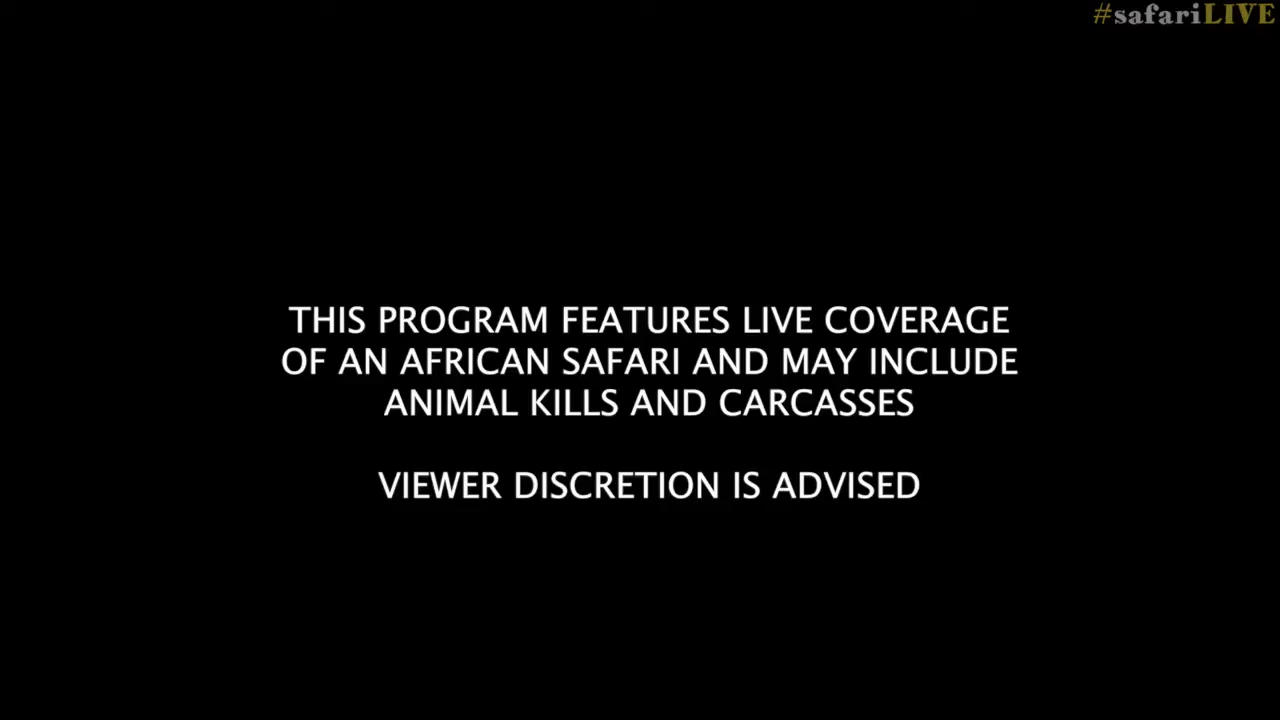 #safariLIVE
THIS PROGRAM FEATURES LIVE COVERAGE
OF AN AFRICAN SAFARI AND MAY INCLUDE
ANIMAL KILLS AND CARCASSES
VIEWER DISCRETION IS ADVISED